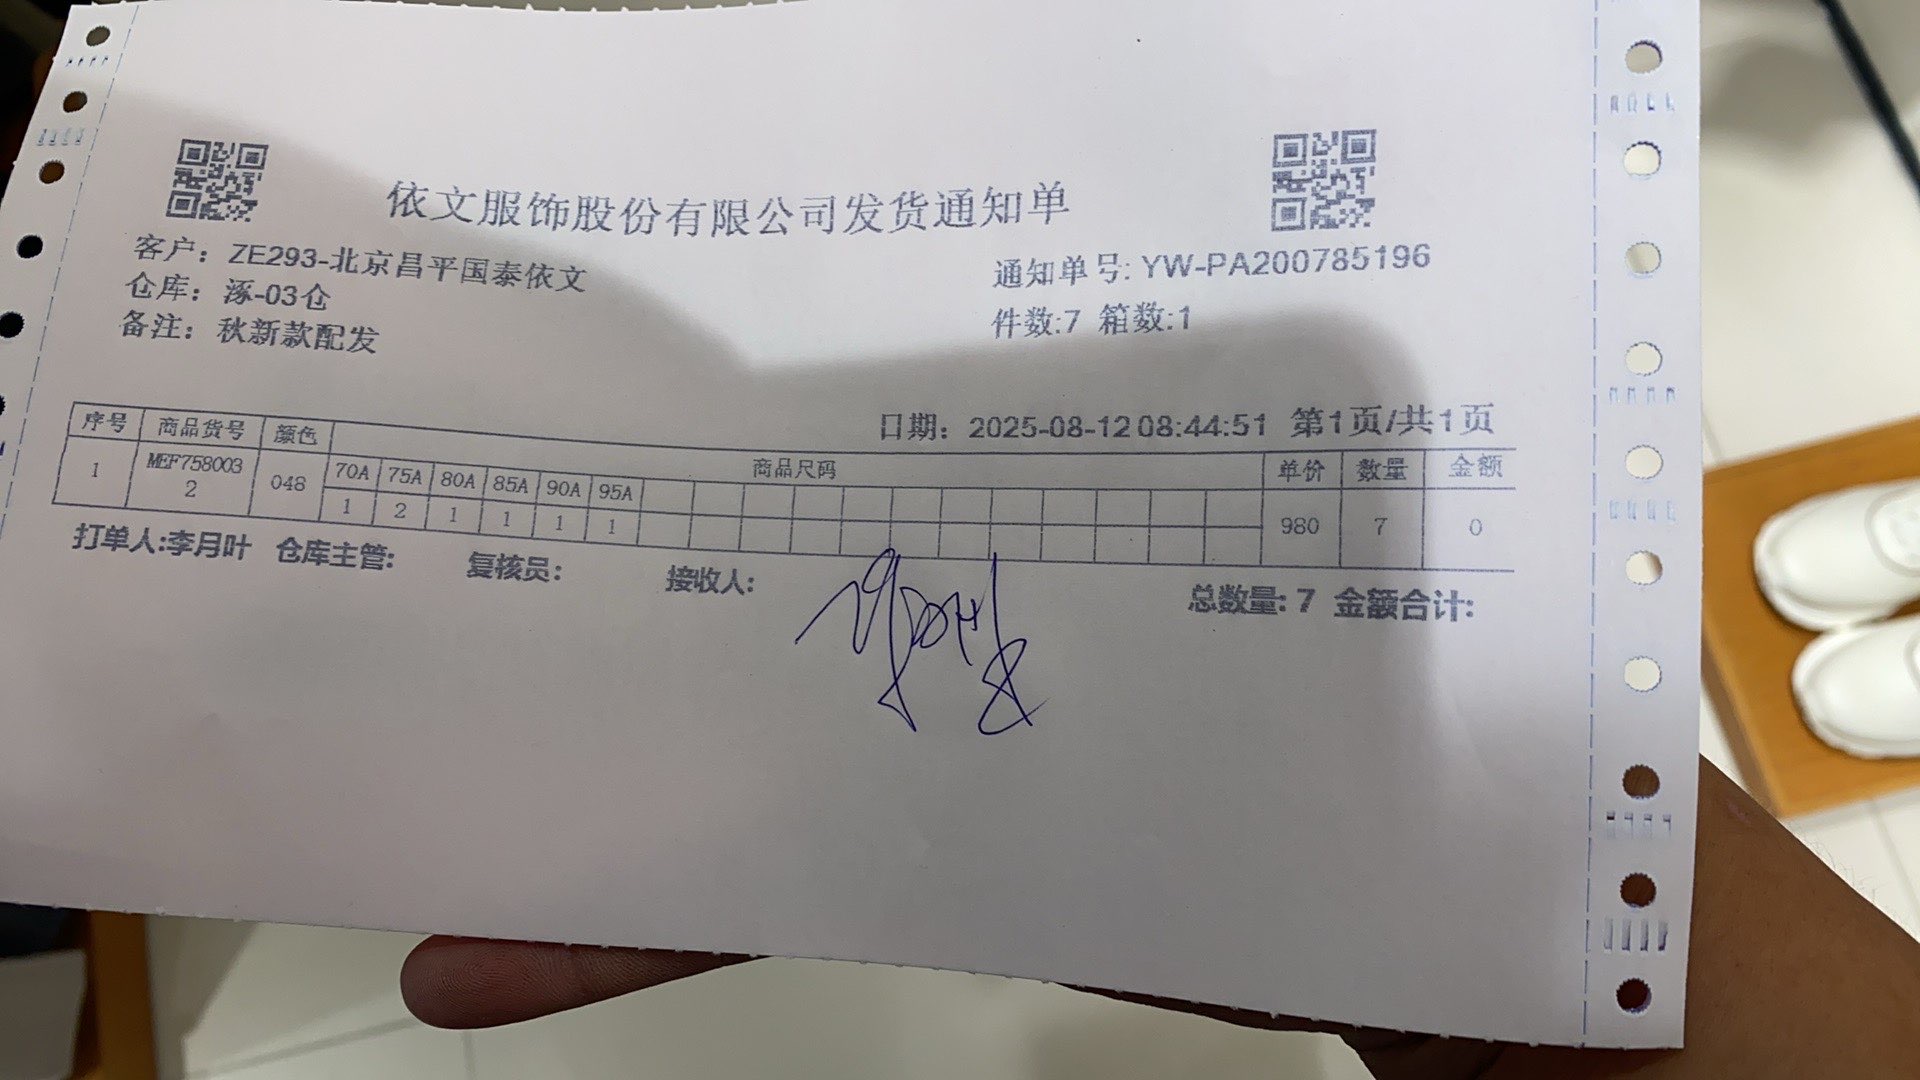 依文服饰股份有限公司发货通知单
客户：ZE293-北京昌平国泰依文
通知单号: YW-PA200785196
仓库：涿-03仓
件数:7 箱数:1
备注：秋新款配发
日期：2025-08-12 08:44:51 第1页/共1页
序号 商品货号 颜色 商品尺码 单价 数量 金额
70A 75A 80A 85A 90A 95A
1 MEF7580032 048 1 2 1 1 1 1 980 7 0
打单人:李月叶 仓库主管: 复核员: 接收人: 总数量: 7 金额合计: